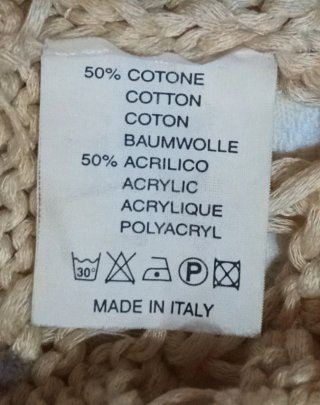 50% COTONE
COTTON
COTON
BAUMWOLLE
50% ACRILICO
ACRYLIC
ACRYLIQUE
POLYACRYL
30° P
MADE IN ITALY